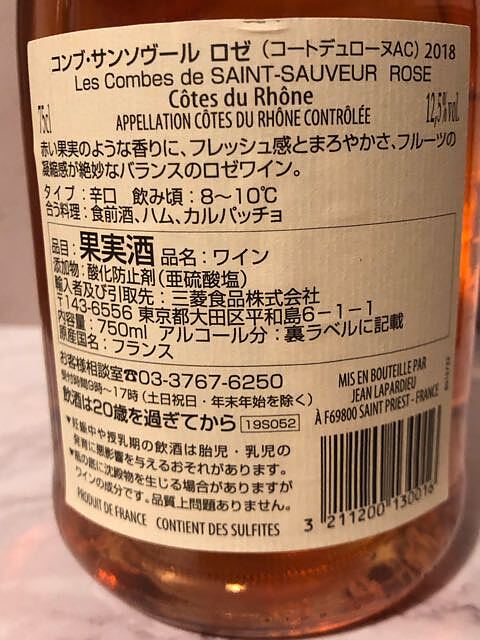 コンブ・サンソヴール ロゼ (コートデュローヌAC) 2018
Les Combes de SAINT-SAUVEUR ROSE
Côtes du Rhône
75cl APPELLATION CÔTES DU RHÔNE CONTRÔLÉE 12,5%vol.
赤い果実のような香りに、フレッシュ感とまろやかさ、フルーツの
凝縮感が絶妙なバランスのロゼワイン。
タイプ:辛口 飲み頃:8~10℃
合う料理:食前酒、ハム、カルパッチョ
品目:果実酒 品名:ワイン
添加物:酸化防止剤(亜硫酸塩)
輸入者及び引取先:三菱食品株式会社
〒143-6556 東京都大田区平和島6-1-1
容量:750ml アルコール分:裏ラベルに記載
原産国名:フランス
お客様相談室☎03-3767-6250
受付時間9時~17時(土日祝日・年末年始を除く)
飲酒は20歳を過ぎてから 19S052
▼妊娠中や授乳期の飲酒は胎児・乳児の
発育に悪影響を与えるおそれがあります。
▼瓶の底に沈殿物を生じる場合がありますが
ワインの成分です。品質上問題ありません。
PRODUIT DE FRANCE CONTIENT DES SULFITES
MIS EN BOUTEILLE PAR
JEAN LAPARDIEU
À F69800 SAINT PRIEST - FRANCE
3 211200 130016